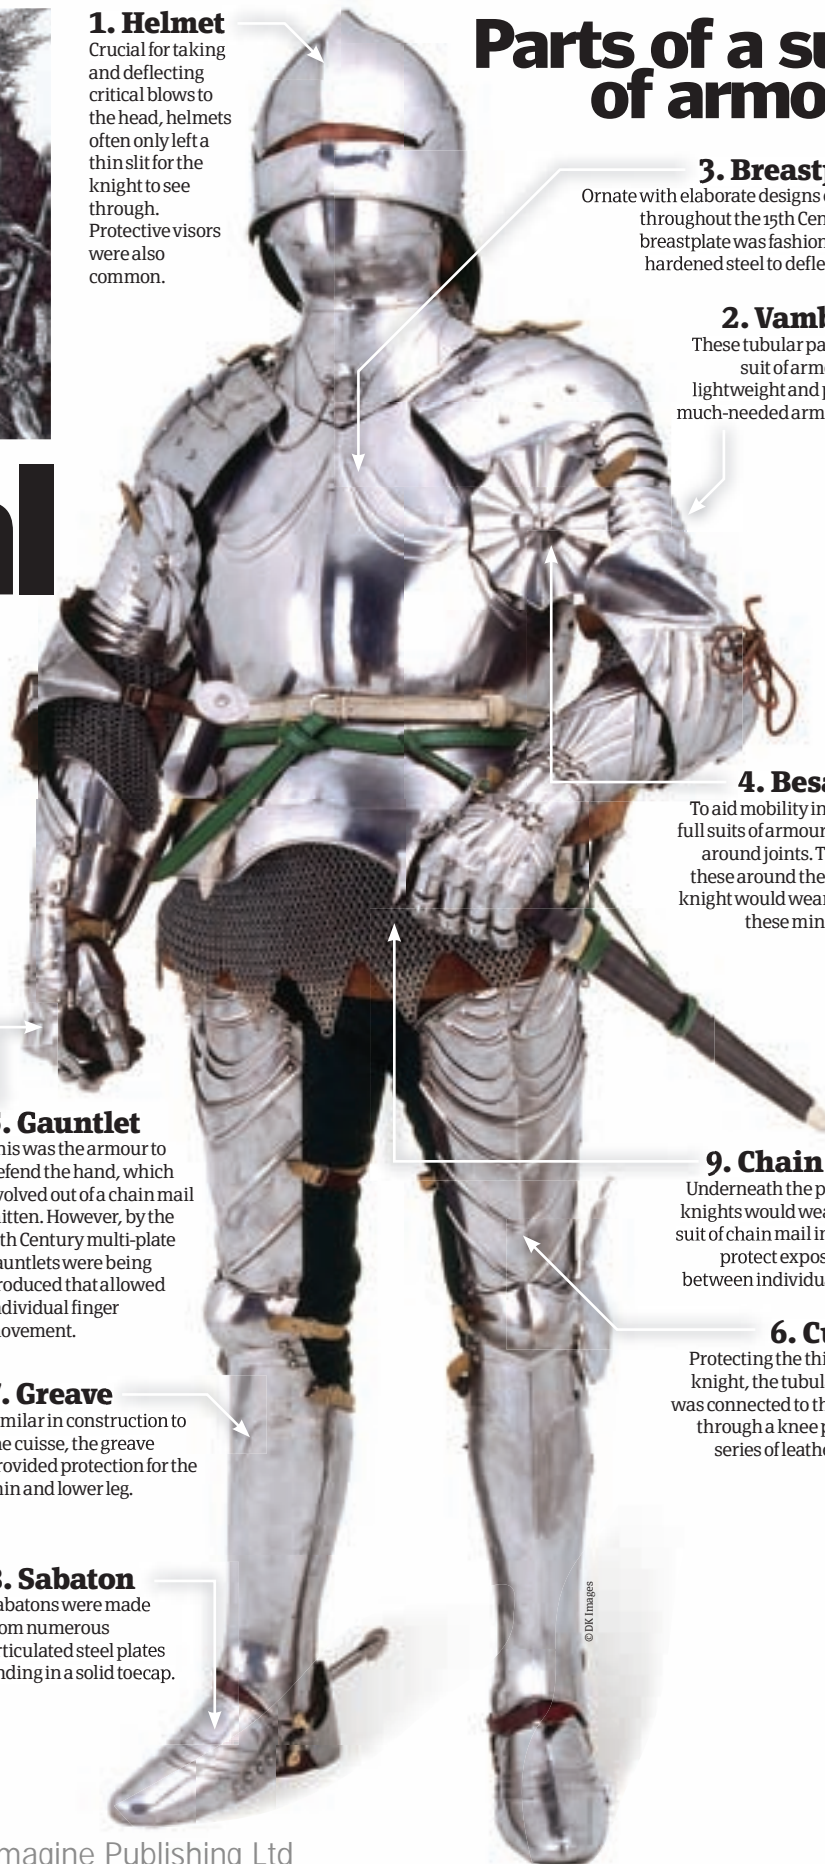 Parts of a su
of armo
1. Helmet
Crucial for taking
and deflecting
critical blows to
the head, helmets
often only left a
thin slit for the
knight to see
through.
Protective visors
were also
common.
3. Breastp
Ornate with elaborate designs
throughout the 15th Cen
breastplate was fashion
hardened steel to defle
2. Vamb
These tubular pa
suit of arm
lightweight and p
much-needed arm
al
4. Besa
To aid mobility in
full suits of armour
around joints. T
these around the
knight would wear
these min
5. Gauntlet
his was the armour to
efend the hand, which
volved out of a chain mail
itten. However, by the
th Century multi-plate
auntlets were being
roduced that allowed
dividual finger
ovement.
9. Chain
Underneath the p
knights would wea
suit of chain mail in
protect expos
between individua
6. Cu
Protecting the thi
knight, the tubula
was connected to th
through a knee p
series of leathe
7. Greave
milar in construction to
he cuisse, the greave
rovided protection for the
hin and lower leg.
8. Sabaton
abatons were made
om numerous
rticulated steel plates
nding in a solid toecap.
© DK Images
magine Publishing Ltd